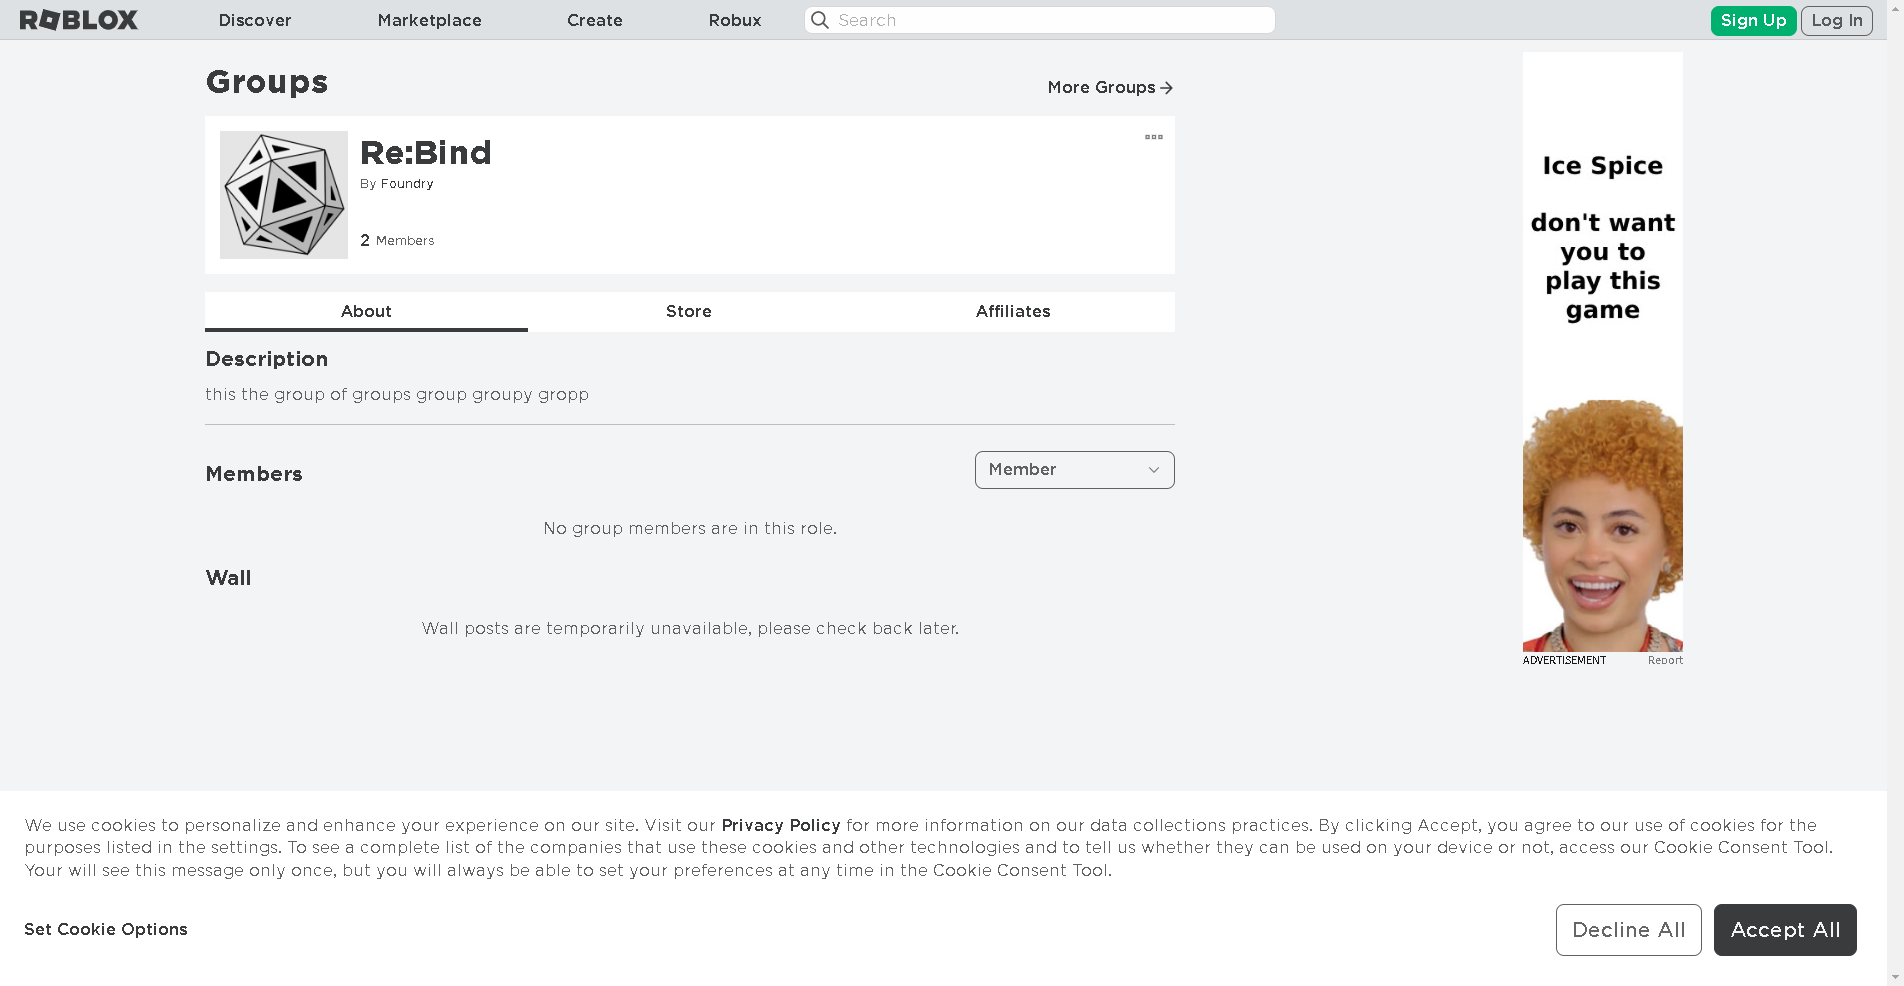 ROBLOX
Discover
Marketplace
Create
Robux
Search
Sign Up
Log In
Groups
More Groups
Re:Bind
By Foundry
2 Members
About
Store
Affiliates
Description
this the group of groups group groupy gropp
Members
Member
No group members are in this role.
Wall
Wall posts are temporarily unavailable, please check back later.
Ice Spice
don't want
you to
play this
game
ADVERTISEMENT
Report
We use cookies to personalize and enhance your experience on our site. Visit our Privacy Policy for more information on our data collections practices. By clicking Accept, you agree to our use of cookies for the
purposes listed in the settings. To see a complete list of the companies that use these cookies and other technologies and to tell us whether they can be used on your device or not, access our Cookie Consent Tool.
Your will see this message only once, but you will always be able to set your preferences at any time in the Cookie Consent Tool.
Set Cookie Options
Decline All
Accept All